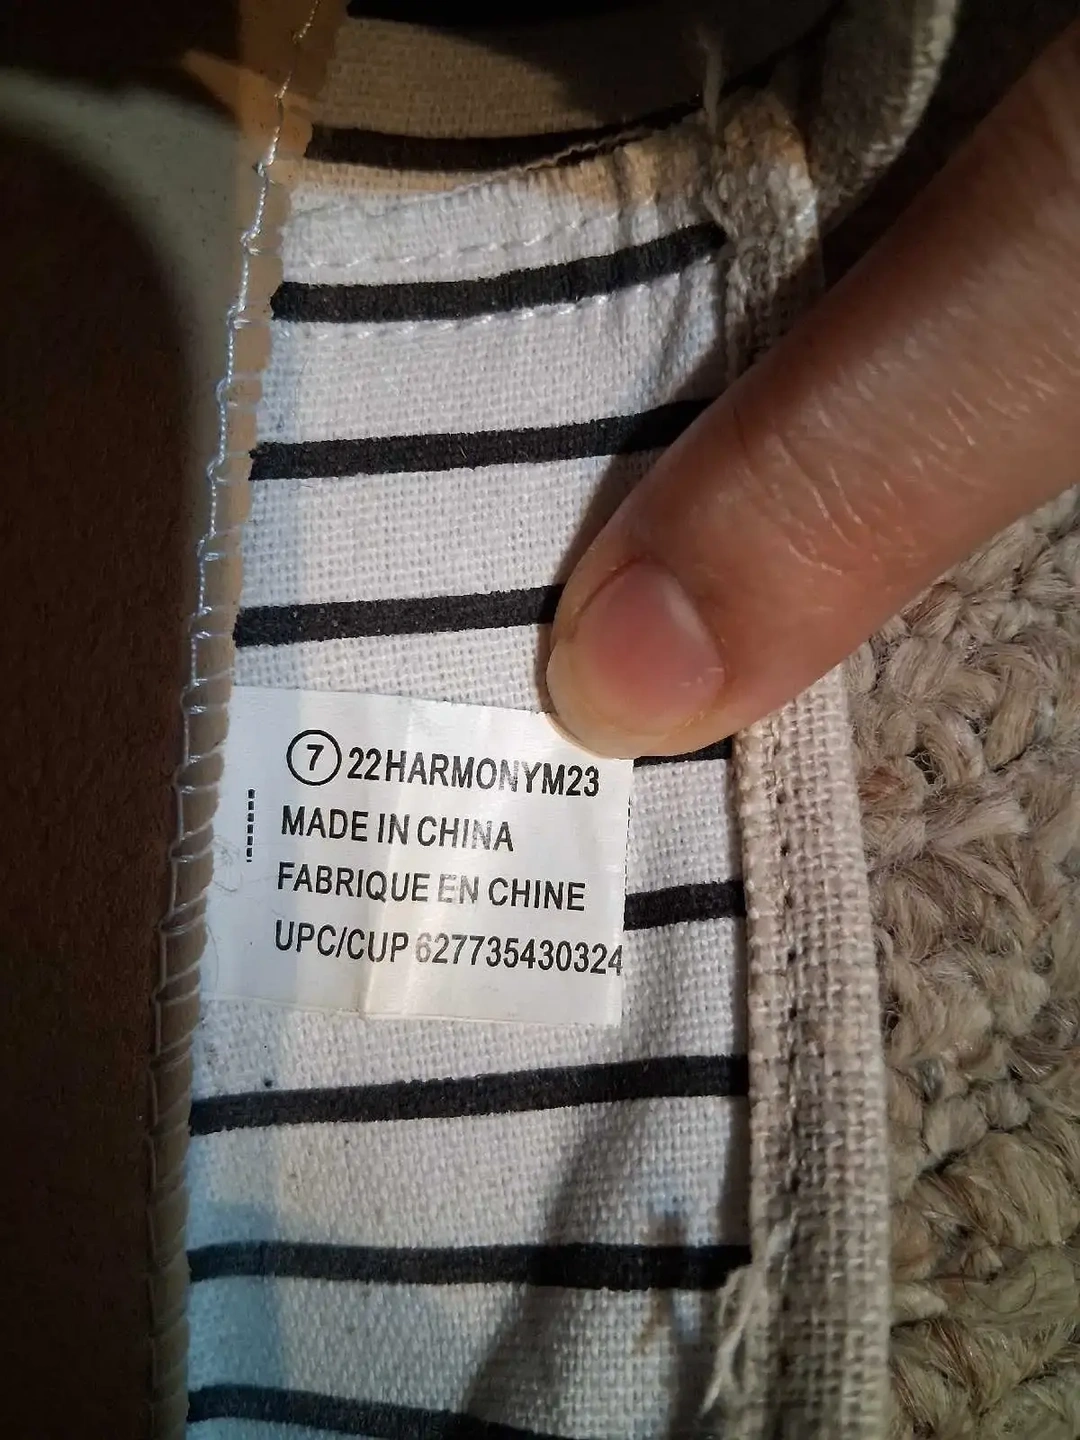 7 22HARMONYM23
MADE IN CHINA
FABRIQUE EN CHINE
UPC/CUP 627735430324